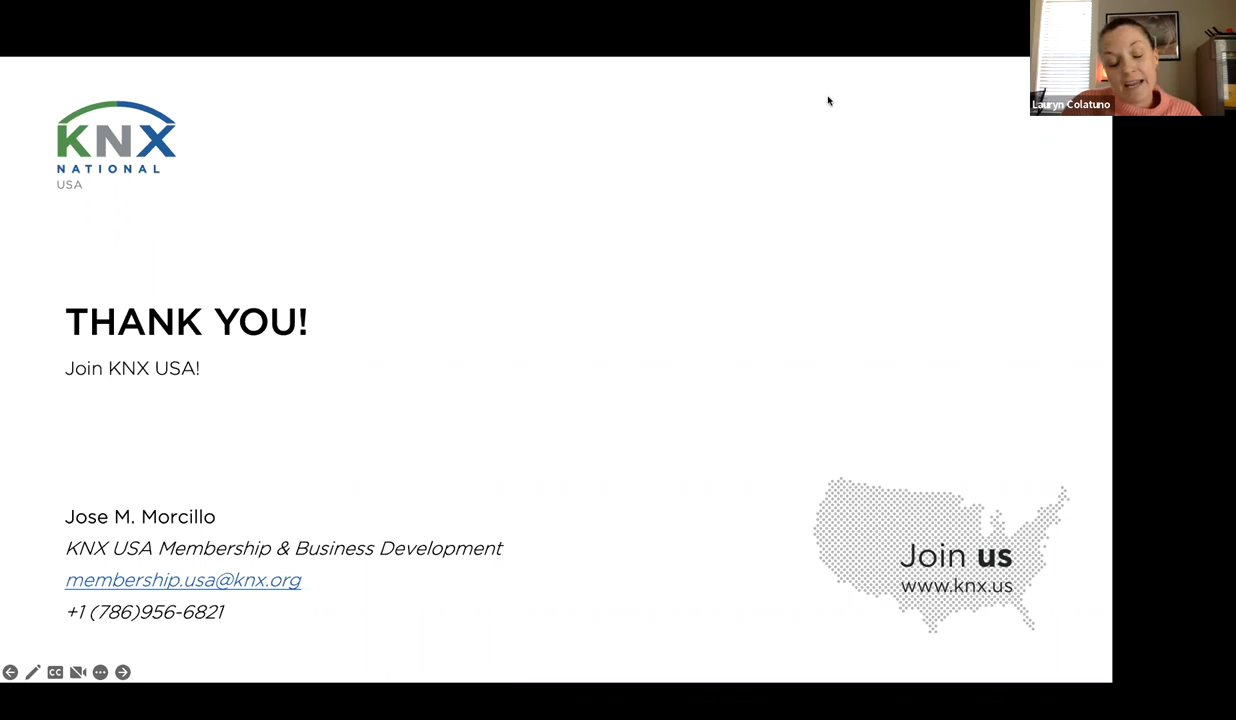 Lauryn Colatuno
KNX
NATIONAL
USA
THANK YOU!
Join KNX USA!
Jose M. Morcillo
KNX USA Membership & Business Development
membership.usa@knx.org
+1 (786)956-6821
Join us
www.knx.us
CC